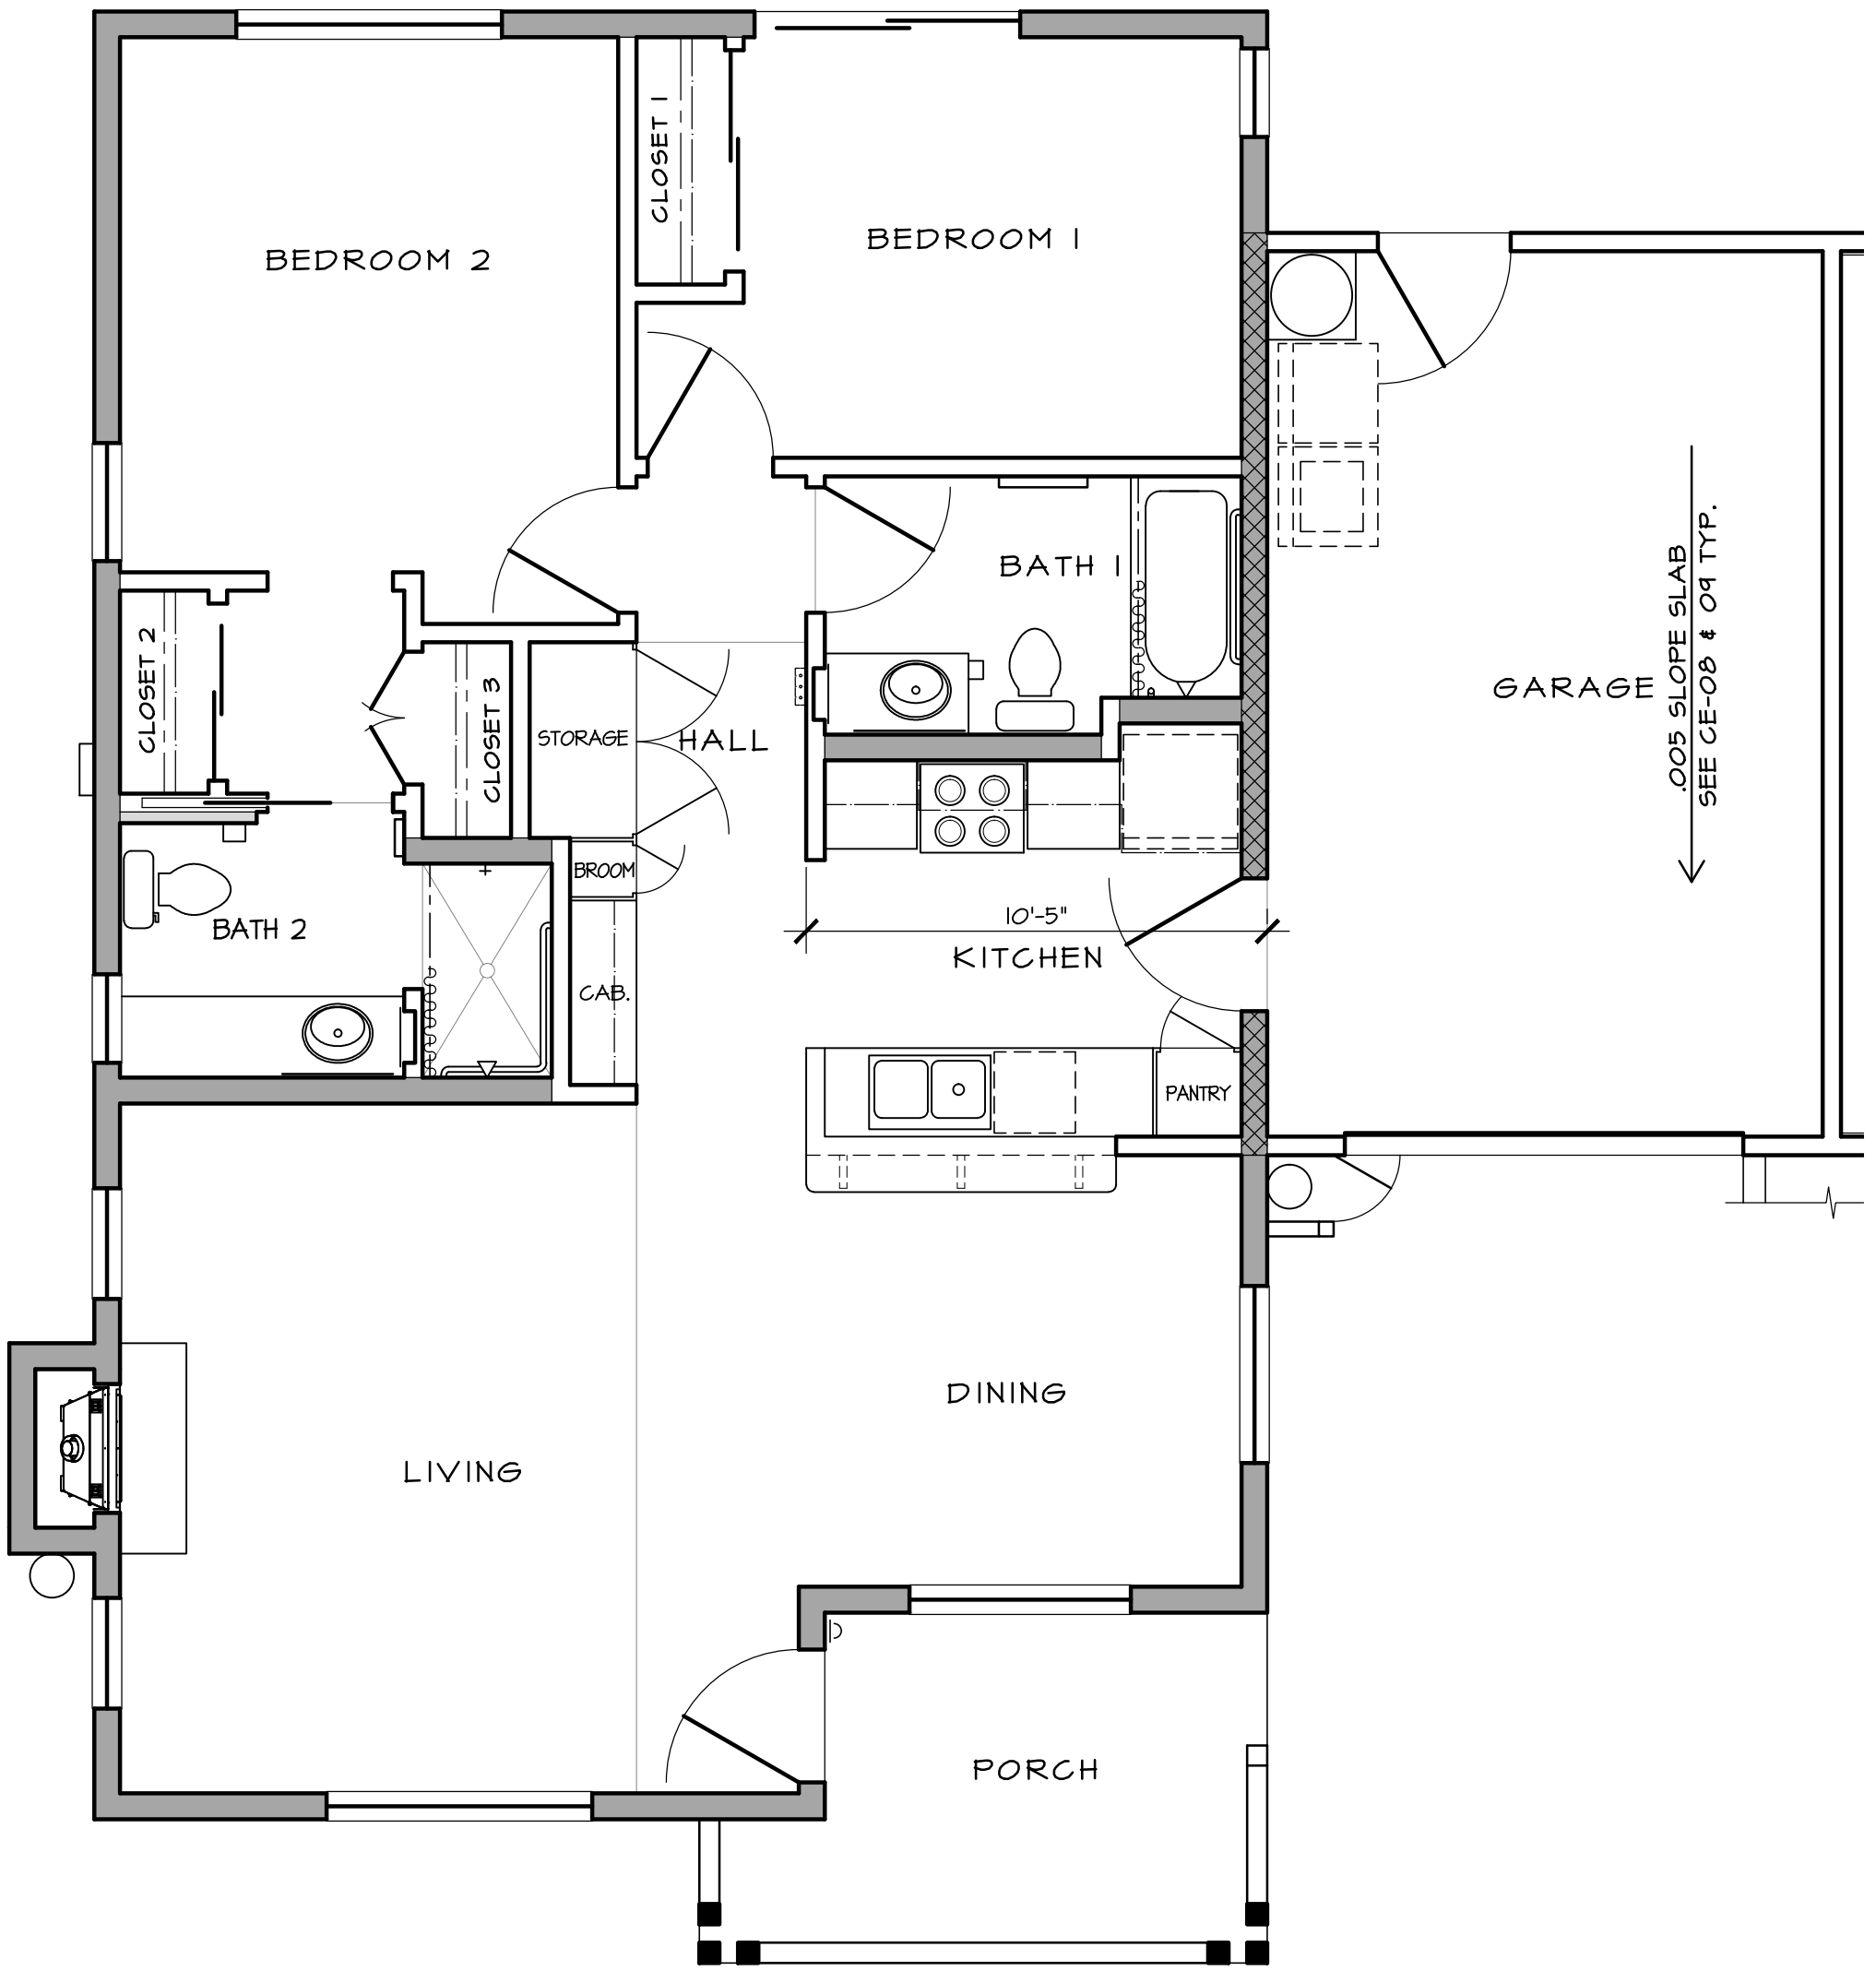 CLOSET 1
BEDROOM 1
BEDROOM 2
BATH 1
.005 SLOPE SLAB
SEE CE-08 & 09 TYP.
GARAGE
CLOSET 2
CLOSET 3
STORAGE
HALL
BROOM
10'-5"
BATH 2
KITCHEN
CAB.
PANTRY
DINING
LIVING
PORCH